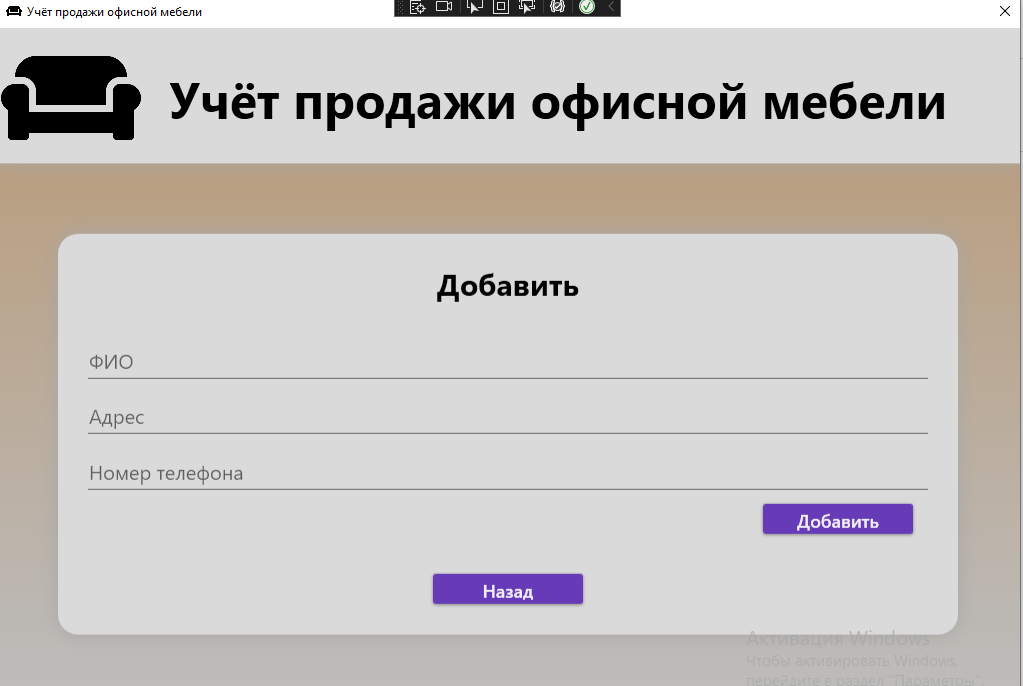 Учёт продажи офисной мебели
Учёт продажи офисной мебели
Добавить
ФИО
Адрес
Номер телефона
Добавить
Назад
Активация Windows
Чтобы активировать Windows,
перейдите в раздел "Параметры".